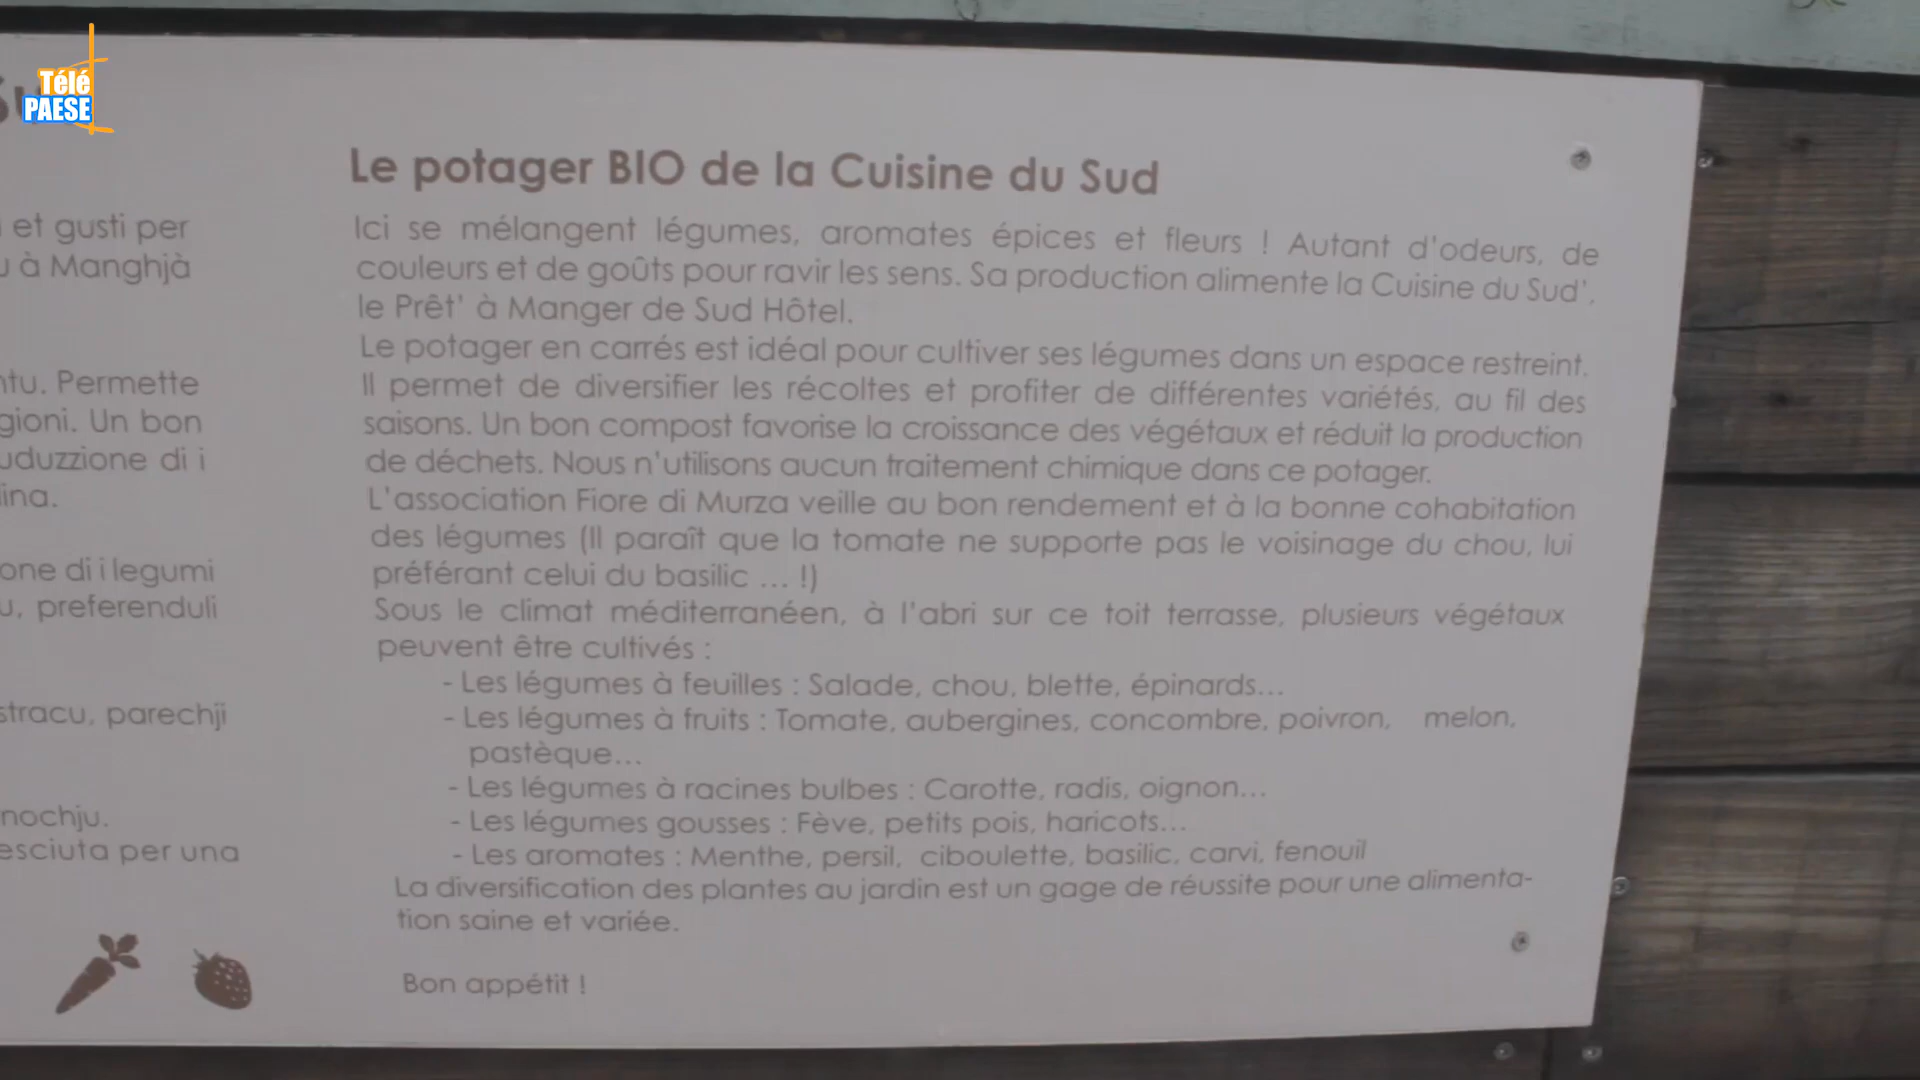 Télé
PAESE
et gusti per
à Manghjà
Permette
Un bon
di i
di i legumi
preferenduli
parechji
per una
Le potager BIO de la Cuisine du Sud
Ici se mélangent légumes, aromates épices et fleurs ! Autant d'odeurs, de
couleurs et de goûts pour ravir les sens. Sa production alimente la Cuisine du Sud',
le Prêt' à Manger de Sud Hôtel.
Le potager en carrés est idéal pour cultiver ses légumes dans un espace restreint.
Il permet de diversifier les récoltes et profiter de différentes variétés, au fil des
saisons. Un bon compost favorise la croissance des végétaux et réduit la production
de déchets. Nous n'utilisons aucun traitement chimique dans ce potager.
L'association Fiore di Murza veille au bon rendement et à la bonne cohabitation
des légumes (Il paraît que la tomate ne supporte pas le voisinage du chou, lui
préférant celui du basilic ... !)
Sous le climat méditerranéen, à l'abri sur ce toit terrasse, plusieurs végétaux
peuvent être cultivés :
- Les légumes à feuilles : Salade, chou, blette, épinards...
- Les légumes à fruits : Tomate, aubergines, concombre, poivron, melon,
pastèque...
- Les légumes à racines bulbes : Carotte, radis, oignon...
- Les légumes gousses : Fève, petits pois, haricots...
- Les aromates : Menthe, persil, ciboulette, basilic, carvi, fenouil
La diversification des plantes au jardin est un gage de réussite pour une alimenta-
tion saine et variée.
Bon appétit !